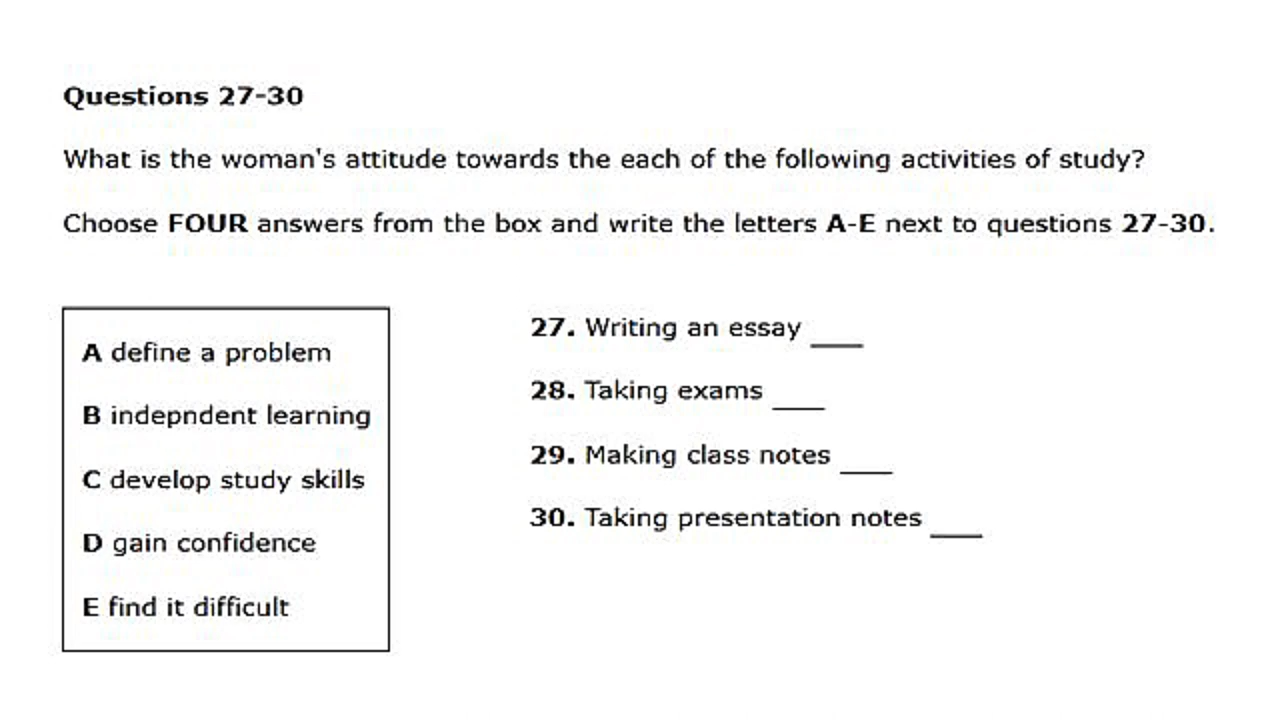 Questions 27-30
What is the woman's attitude towards the each of the following activities of study?
Choose FOUR answers from the box and write the letters A-E next to questions 27-30.
A define a problem
B indepndent learning
C develop study skills
D gain confidence
E find it difficult
27. Writing an essay ___
28. Taking exams ___
29. Making class notes ___
30. Taking presentation notes ___